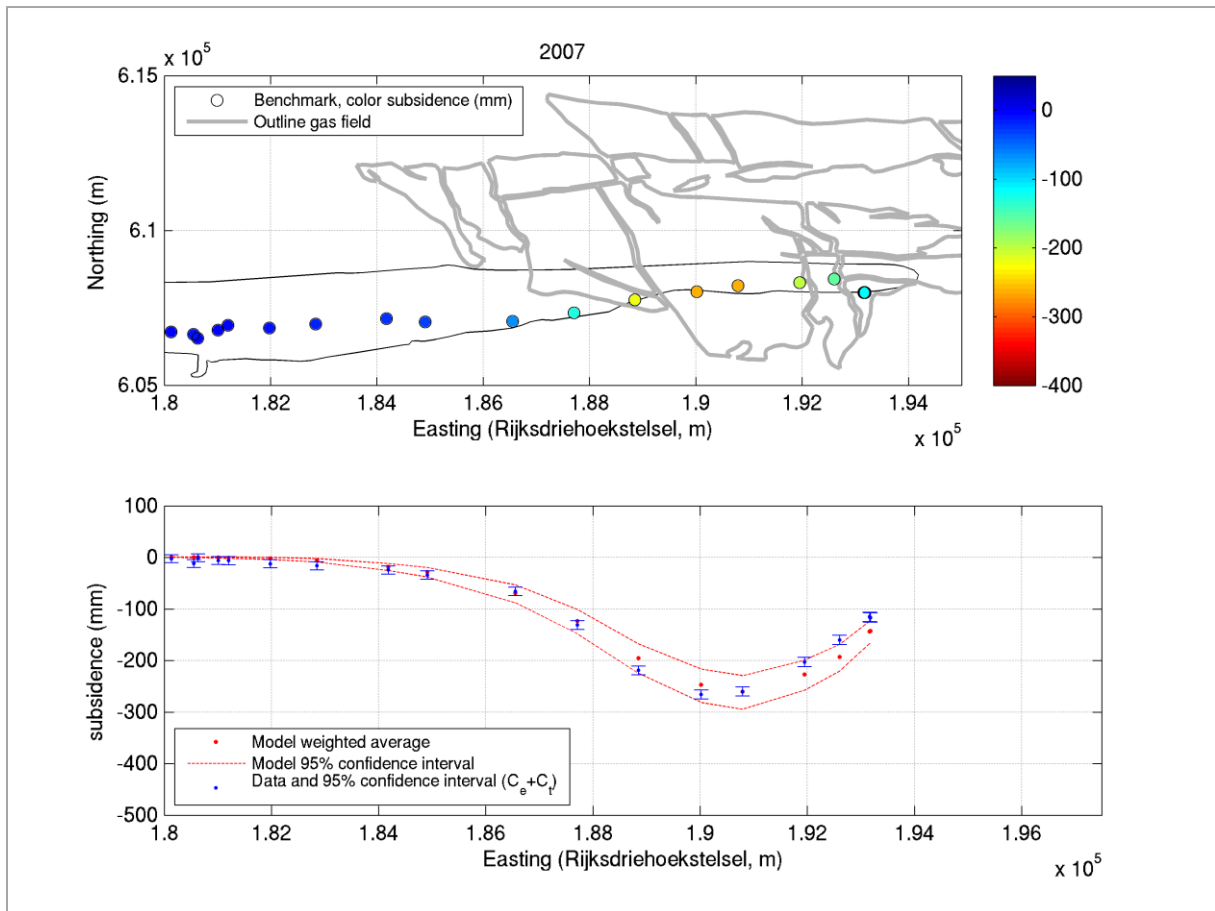 2007
x 10^5
6.15
6.1
6.05
Northing (m)
Benchmark, color subsidence (mm)
Outline gas field
0
-100
-200
-300
-400
1.8 1.82 1.84 1.86 1.88 1.9 1.92 1.94
Easting (Rijksdriehoekstelsel, m)
x 10^5
100
0
-100
-200
-300
-400
-500
subsidence (mm)
Model weighted average
Model 95% confidence interval
Data and 95% confidence interval (C_e+C_t)
1.8 1.82 1.84 1.86 1.88 1.9 1.92 1.94 1.96
Easting (Rijksdriehoekstelsel, m)
x 10^5